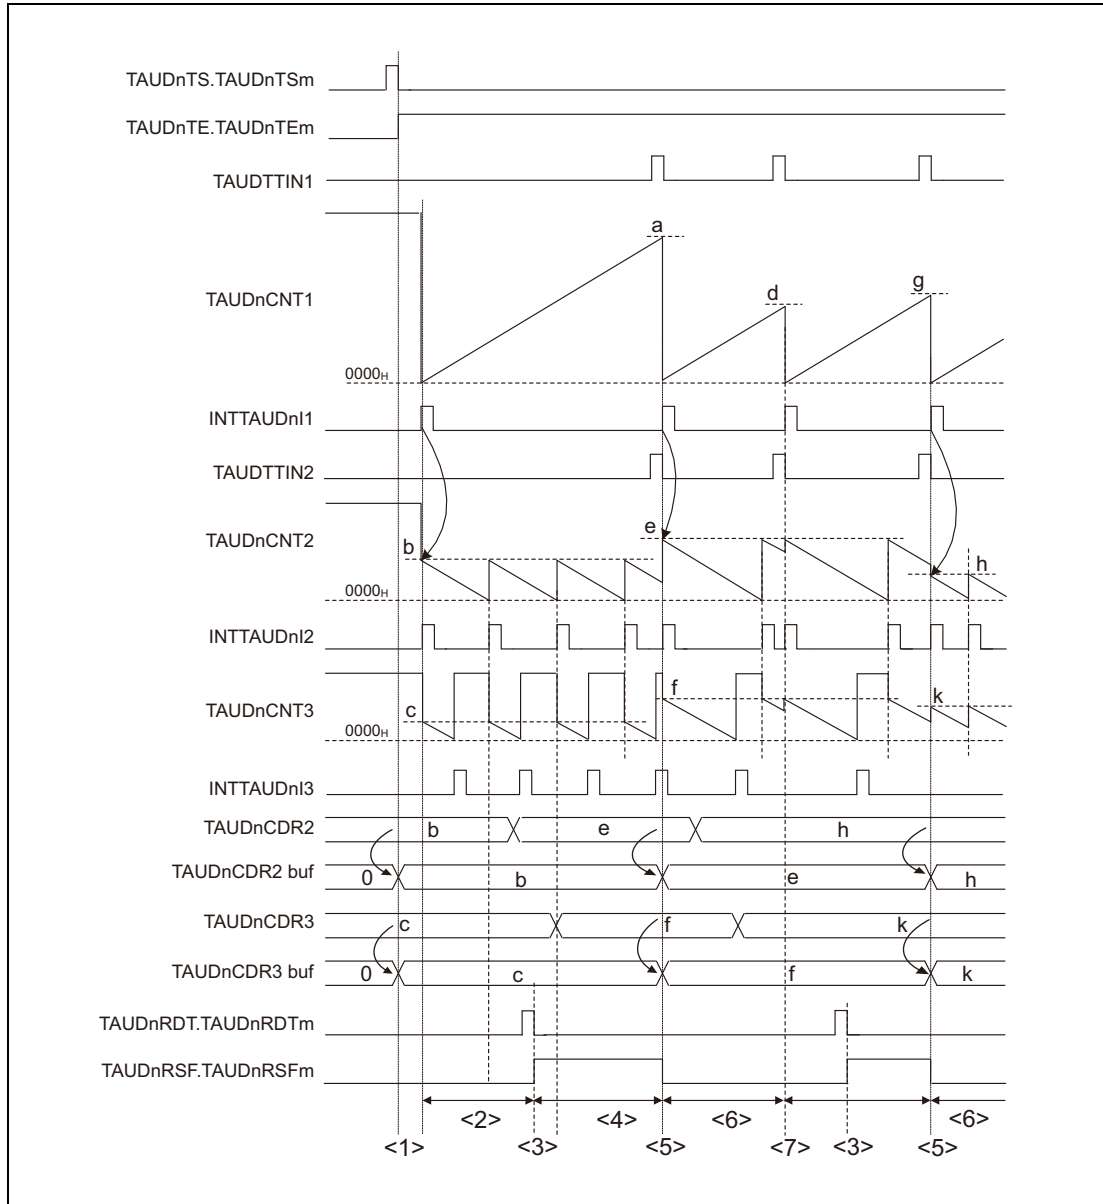 TAUDnTS.TAUDnTSm
TAUDnTE.TAUDnTEm
TAUDTTIN1
a
d
g
TAUDnCNT1
0000H
INTTAUDnI1
TAUDTTIN2
e
TAUDnCNT2
b
h
0000H
INTTAUDnI2
f
k
TAUDnCNT3
c
0000H
INTTAUDnI3
TAUDnCDR2
b e h
TAUDnCDR2 buf
0 b e h
TAUDnCDR3
c f k
TAUDnCDR3 buf
0 c f k
TAUDnRDT.TAUDnRDTm
TAUDnRSF.TAUDnRSFm
<2> <4> <6> <6>
<1> <3> <5> <7> <3> <5>